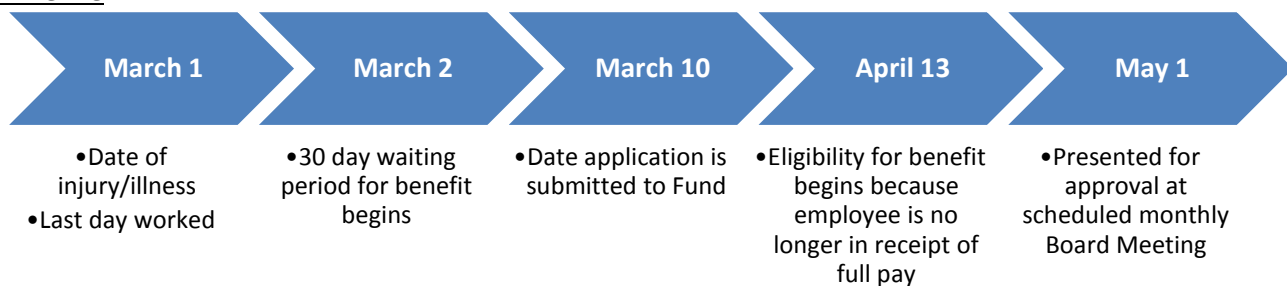 March 1
March 2
March 10
April 13
May 1
•Date of
injury/illness
•Last day worked
•30 day waiting
period for benefit
begins
•Date application is
submitted to Fund
•Eligibility for benefit
begins because
employee is no
longer in receipt of
full pay
•Presented for
approval at
scheduled monthly
Board Meeting